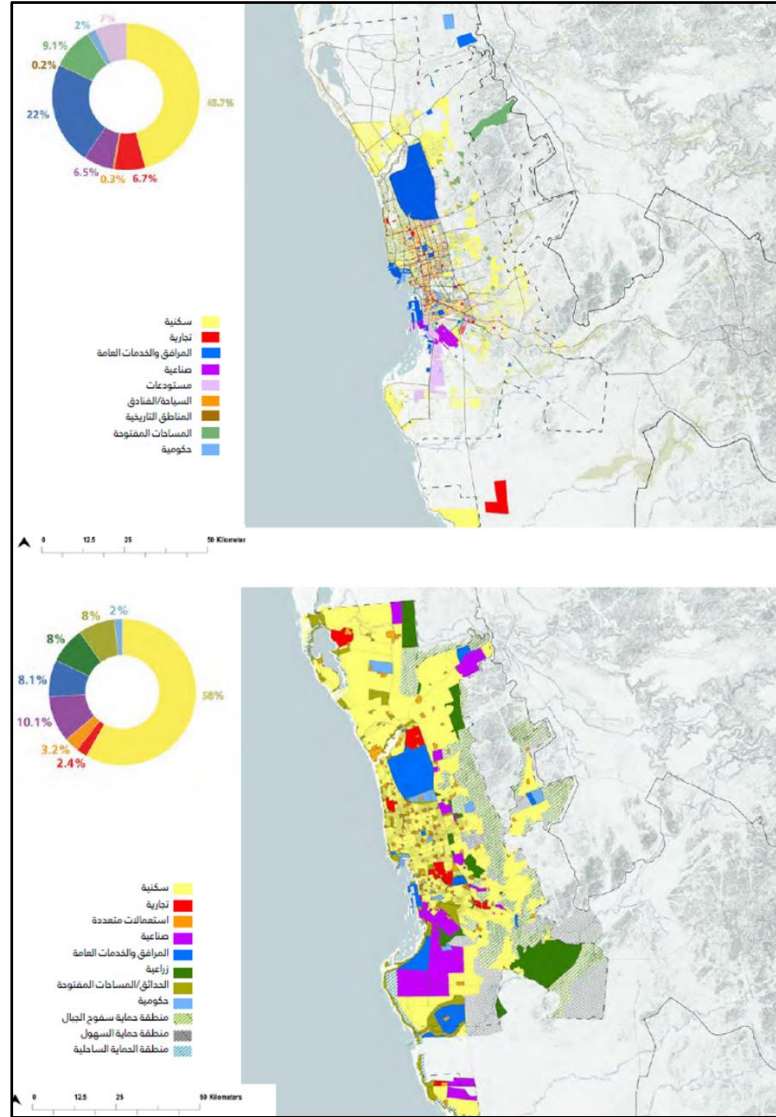 2%
7%
9.1%
0.2%
45.7%
22%
6.5%
0.3%
6.7%
سكنية
تجارية
المرافق والخدمات العامة
صناعية
مستودعات
السياحة/الفنادق
المناطق التاريخية
المساحات المفتوحة
حكومية
0 12.5 25 50 Kilometer
8%
2%
8%
8.1%
58%
10.1%
3.2%
2.4%
سكنية
تجارية
استعمالات متعددة
صناعية
المرافق والخدمات العامة
زراعية
الحدائق/المساحات المفتوحة
حكومية
منطقة حماية سفوح الجبال
منطقة حماية السهول
منطقة الحماية الساحلية
0 12.5 25 50 Kilometars